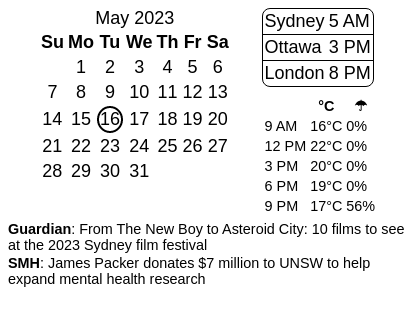 May 2023
Su Mo Tu We Th Fr Sa
1 2 3 4 5 6
7 8 9 10 11 12 13
14 15 16 17 18 19 20
21 22 23 24 25 26 27
28 29 30 31
Sydney 5 AM
Ottawa 3 PM
London 8 PM
°C ☂
9 AM 16°C 0%
12 PM 22°C 0%
3 PM 20°C 0%
6 PM 19°C 0%
9 PM 17°C 56%
Guardian: From The New Boy to Asteroid City: 10 films to see
at the 2023 Sydney film festival
SMH: James Packer donates $7 million to UNSW to help
expand mental health research